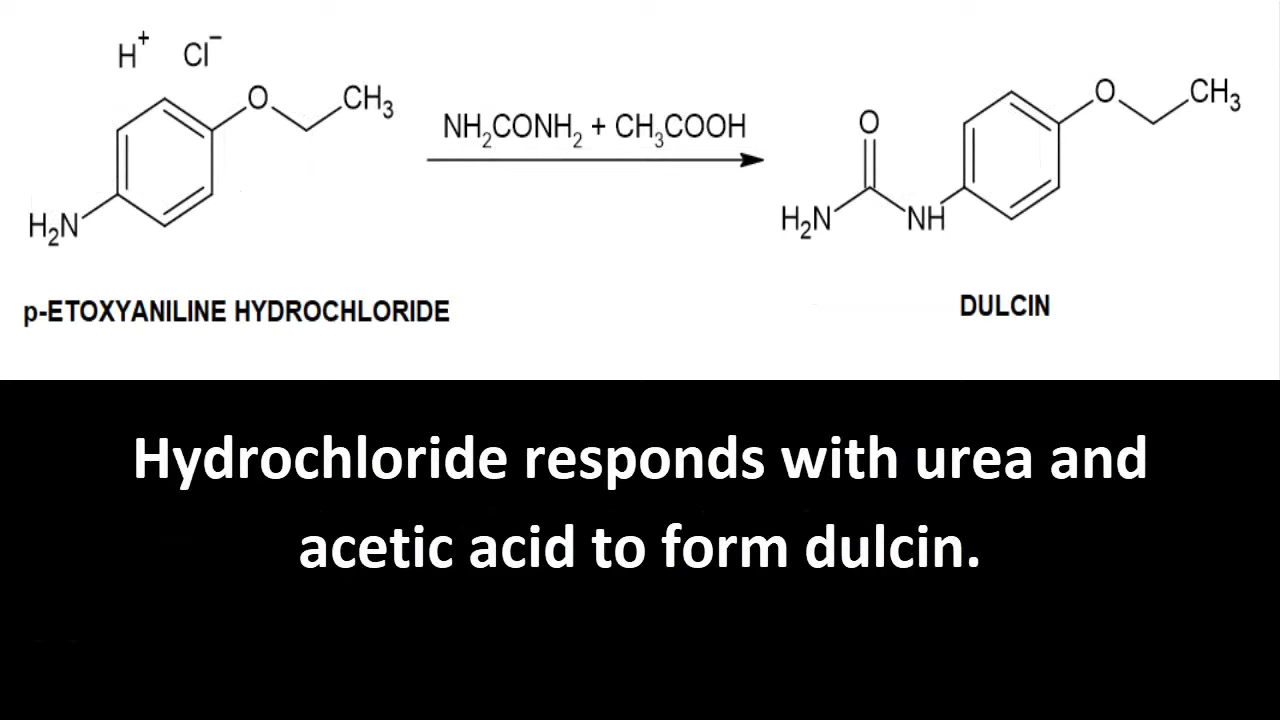 H⁺ Cl⁻
O CH₃
H₂N
NH₂CONH₂ + CH₃COOH
O
O CH₃
H₂N NH
p-ETOXYANILINE HYDROCHLORIDE
DULCIN
Hydrochloride responds with urea and
acetic acid to form dulcin.